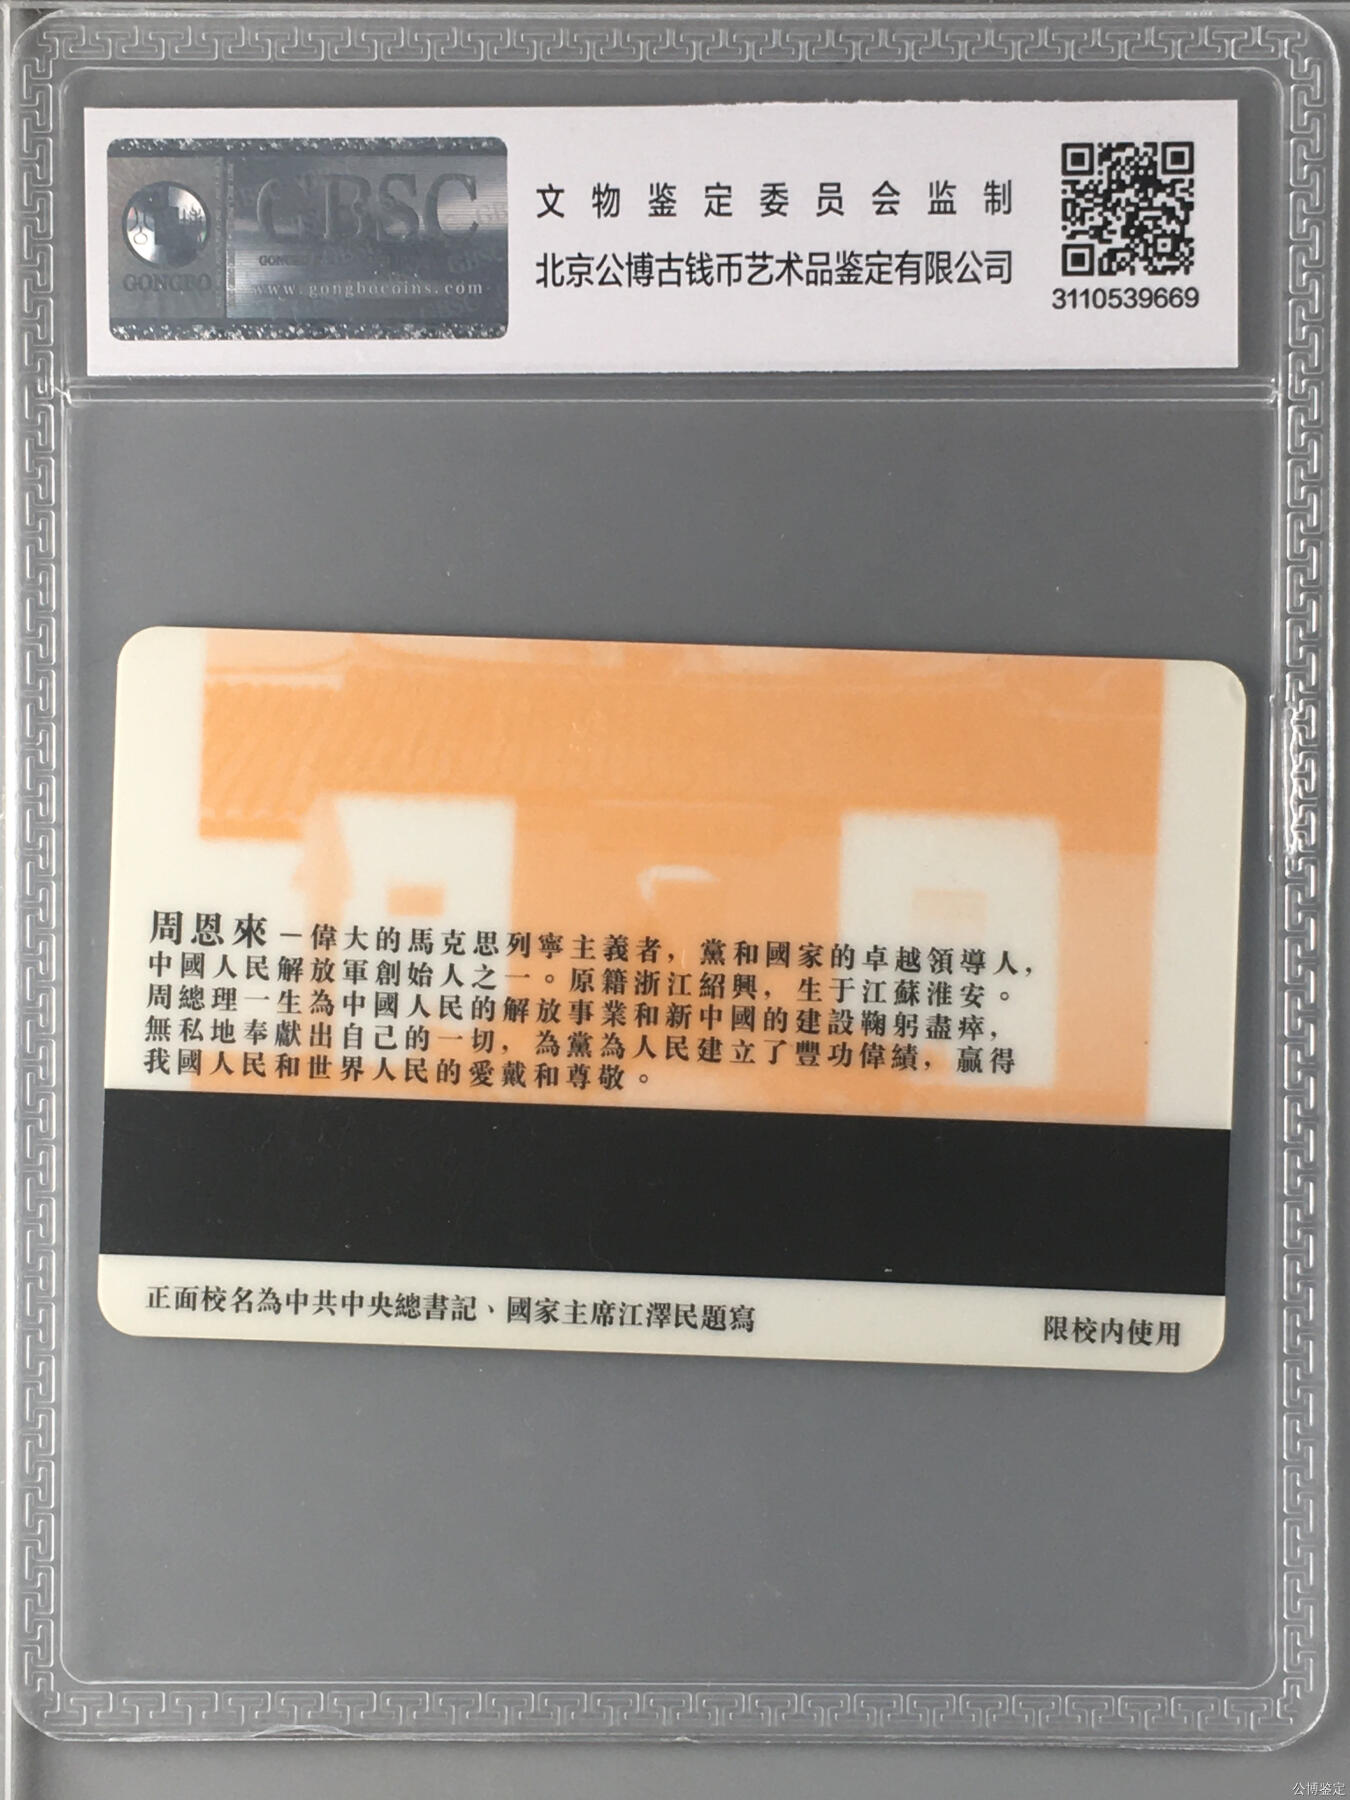 GBSC
GONGBO
www.gongbocoins.com
文物鉴定委员会监制
北京公博古钱币艺术品鉴定有限公司
3110539669
周恩來－偉大的馬克思列寧主義者，黨和國家的卓越領導人，
中國人民解放軍創始人之一。原籍浙江紹興，生于江蘇淮安。
周總理一生為中國人民的解放事業和新中國的建設鞠躬盡瘁，
無私地奉獻出自己的一切，為黨為人民建立了豐功偉績，贏得
我國人民和世界人民的愛戴和尊敬。
正面校名為中共中央總書記、國家主席江澤民題寫
限校内使用
公博鉴定